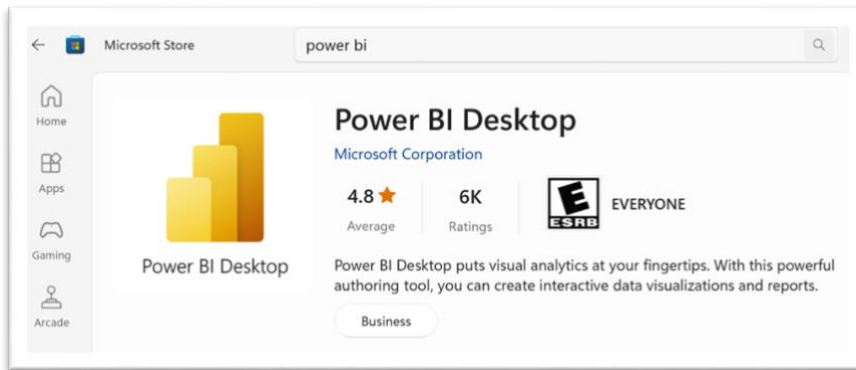 Microsoft Store
power bi
Home
Apps
Gaming
Arcade
Power BI Desktop
Power BI Desktop
Microsoft Corporation
4.8
Average
6K
Ratings
E
ESRB
EVERYONE
Power BI Desktop puts visual analytics at your fingertips. With this powerful
authoring tool, you can create interactive data visualizations and reports.
Business